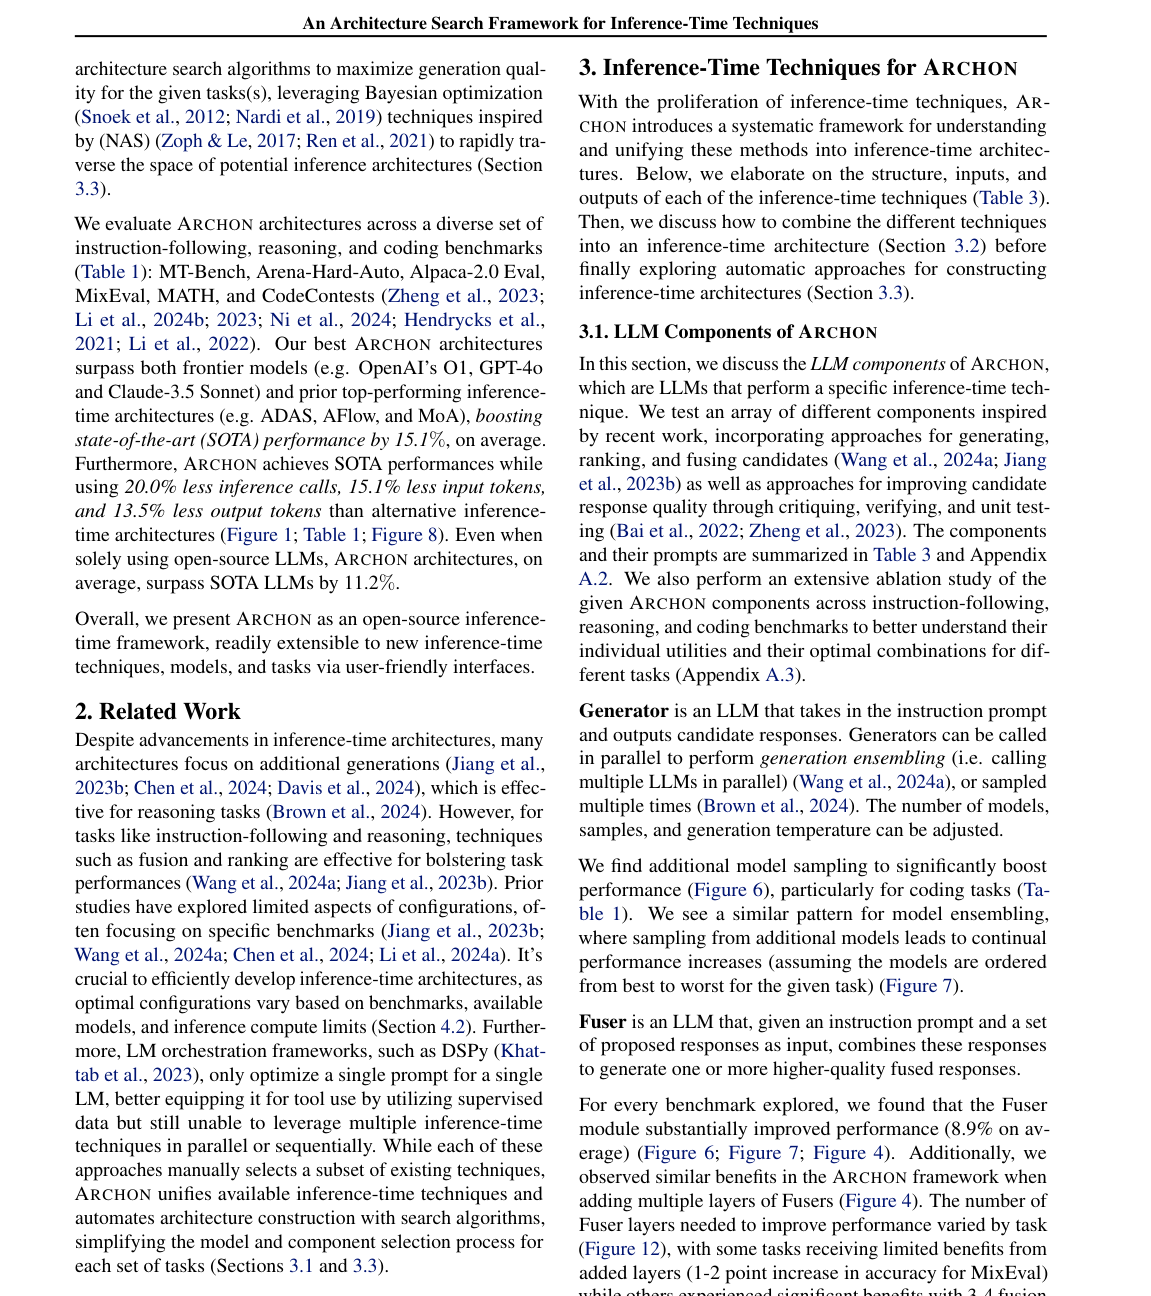 An Architecture Search Framework for Inference-Time Techniques
architecture search algorithms to maximize generation qual-
ity for the given tasks(s), leveraging Bayesian optimization
(Snoek et al., 2012; Nardi et al., 2019) techniques inspired
by (NAS) (Zoph & Le, 2017; Ren et al., 2021) to rapidly tra-
verse the space of potential inference architectures (Section
3.3).
We evaluate ARCHON architectures across a diverse set of
instruction-following, reasoning, and coding benchmarks
(Table 1): MT-Bench, Arena-Hard-Auto, Alpaca-2.0 Eval,
MixEval, MATH, and CodeContests (Zheng et al., 2023;
Li et al., 2024b; 2023; Ni et al., 2024; Hendrycks et al.,
2021; Li et al., 2022). Our best ARCHON architectures
surpass both frontier models (e.g. OpenAI's O1, GPT-4o
and Claude-3.5 Sonnet) and prior top-performing inference-
time architectures (e.g. ADAS, AFlow, and MoA), boosting
state-of-the-art (SOTA) performance by 15.1%, on average.
Furthermore, ARCHON achieves SOTA performances while
using 20.0% less inference calls, 15.1% less input tokens,
and 13.5% less output tokens than alternative inference-
time architectures (Figure 1; Table 1; Figure 8). Even when
solely using open-source LLMs, ARCHON architectures, on
average, surpass SOTA LLMs by 11.2%.
Overall, we present ARCHON as an open-source inference-
time framework, readily extensible to new inference-time
techniques, models, and tasks via user-friendly interfaces.
2. Related Work
Despite advancements in inference-time architectures, many
architectures focus on additional generations (Jiang et al.,
2023b; Chen et al., 2024; Davis et al., 2024), which is effec-
tive for reasoning tasks (Brown et al., 2024). However, for
tasks like instruction-following and reasoning, techniques
such as fusion and ranking are effective for bolstering task
performances (Wang et al., 2024a; Jiang et al., 2023b). Prior
studies have explored limited aspects of configurations, of-
ten focusing on specific benchmarks (Jiang et al., 2023b;
Wang et al., 2024a; Chen et al., 2024; Li et al., 2024a). It's
crucial to efficiently develop inference-time architectures, as
optimal configurations vary based on benchmarks, available
models, and inference compute limits (Section 4.2). Further-
more, LM orchestration frameworks, such as DSPy (Khat-
tab et al., 2023), only optimize a single prompt for a single
LM, better equipping it for tool use by utilizing supervised
data but still unable to leverage multiple inference-time
techniques in parallel or sequentially. While each of these
approaches manually selects a subset of existing techniques,
ARCHON unifies available inference-time techniques and
automates architecture construction with search algorithms,
simplifying the model and component selection process for
each set of tasks (Sections 3.1 and 3.3).
3. Inference-Time Techniques for ARCHON
With the proliferation of inference-time techniques, AR-
CHON introduces a systematic framework for understanding
and unifying these methods into inference-time architec-
tures. Below, we elaborate on the structure, inputs, and
outputs of each of the inference-time techniques (Table 3).
Then, we discuss how to combine the different techniques
into an inference-time architecture (Section 3.2) before
finally exploring automatic approaches for constructing
inference-time architectures (Section 3.3).
3.1. LLM Components of ARCHON
In this section, we discuss the LLM components of ARCHON,
which are LLMs that perform a specific inference-time tech-
nique. We test an array of different components inspired
by recent work, incorporating approaches for generating,
ranking, and fusing candidates (Wang et al., 2024a; Jiang
et al., 2023b) as well as approaches for improving candidate
response quality through critiquing, verifying, and unit test-
ing (Bai et al., 2022; Zheng et al., 2023). The components
and their prompts are summarized in Table 3 and Appendix
A.2. We also perform an extensive ablation study of the
given ARCHON components across instruction-following,
reasoning, and coding benchmarks to better understand their
individual utilities and their optimal combinations for dif-
ferent tasks (Appendix A.3).
Generator is an LLM that takes in the instruction prompt
and outputs candidate responses. Generators can be called
in parallel to perform generation ensembling (i.e. calling
multiple LLMs in parallel) (Wang et al., 2024a), or sampled
multiple times (Brown et al., 2024). The number of models,
samples, and generation temperature can be adjusted.
We find additional model sampling to significantly boost
performance (Figure 6), particularly for coding tasks (Ta-
ble 1). We see a similar pattern for model ensembling,
where sampling from additional models leads to continual
performance increases (assuming the models are ordered
from best to worst for the given task) (Figure 7).
Fuser is an LLM that, given an instruction prompt and a set
of proposed responses as input, combines these responses
to generate one or more higher-quality fused responses.
For every benchmark explored, we found that the Fuser
module substantially improved performance (8.9% on av-
erage) (Figure 6; Figure 7; Figure 4). Additionally, we
observed similar benefits in the ARCHON framework when
adding multiple layers of Fusers (Figure 4). The number of
Fuser layers needed to improve performance varied by task
(Figure 12), with some tasks receiving limited benefits from
added layers (1-2 point increase in accuracy for MixEval)
while others experienced significant benefits with 3-4 fusion